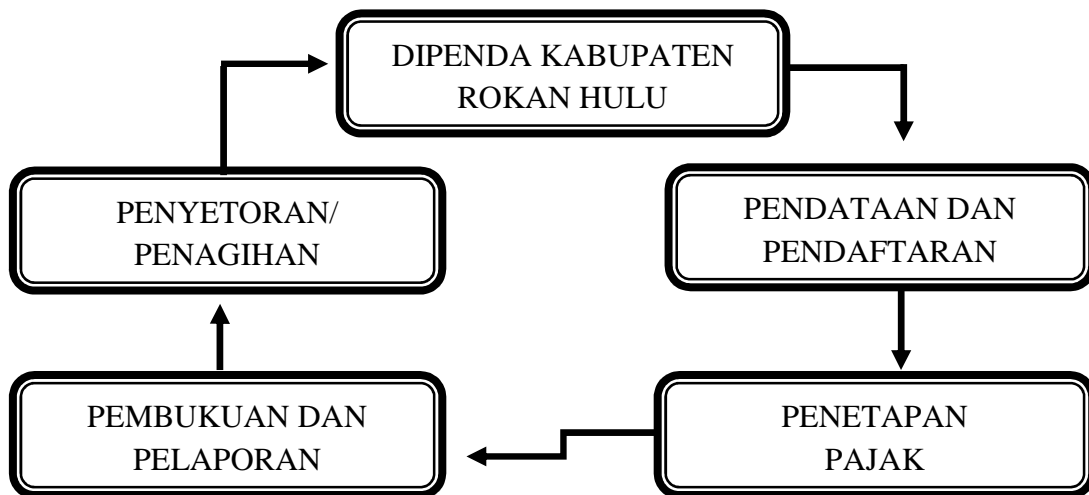 DIPENDA KABUPATEN
ROKAN HULU
PENYETORAN/
PENAGIHAN
PENDATAAN DAN
PENDAFTARAN
PEMBUKUAN DAN
PELAPORAN
PENETAPAN
PAJAK